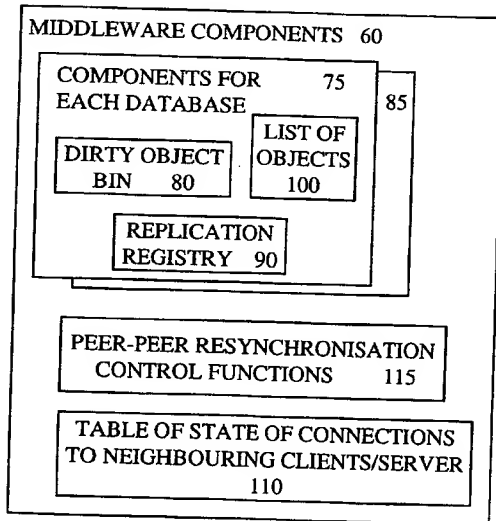 MIDDLEWARE COMPONENTS 60
COMPONENTS FOR 75
EACH DATABASE
85
LIST OF
OBJECTS
100
DIRTY OBJECT
BIN 80
REPLICATION
REGISTRY 90
PEER-PEER RESYNCHRONISATION
CONTROL FUNCTIONS 115
TABLE OF STATE OF CONNECTIONS
TO NEIGHBOURING CLIENTS/SERVER
110